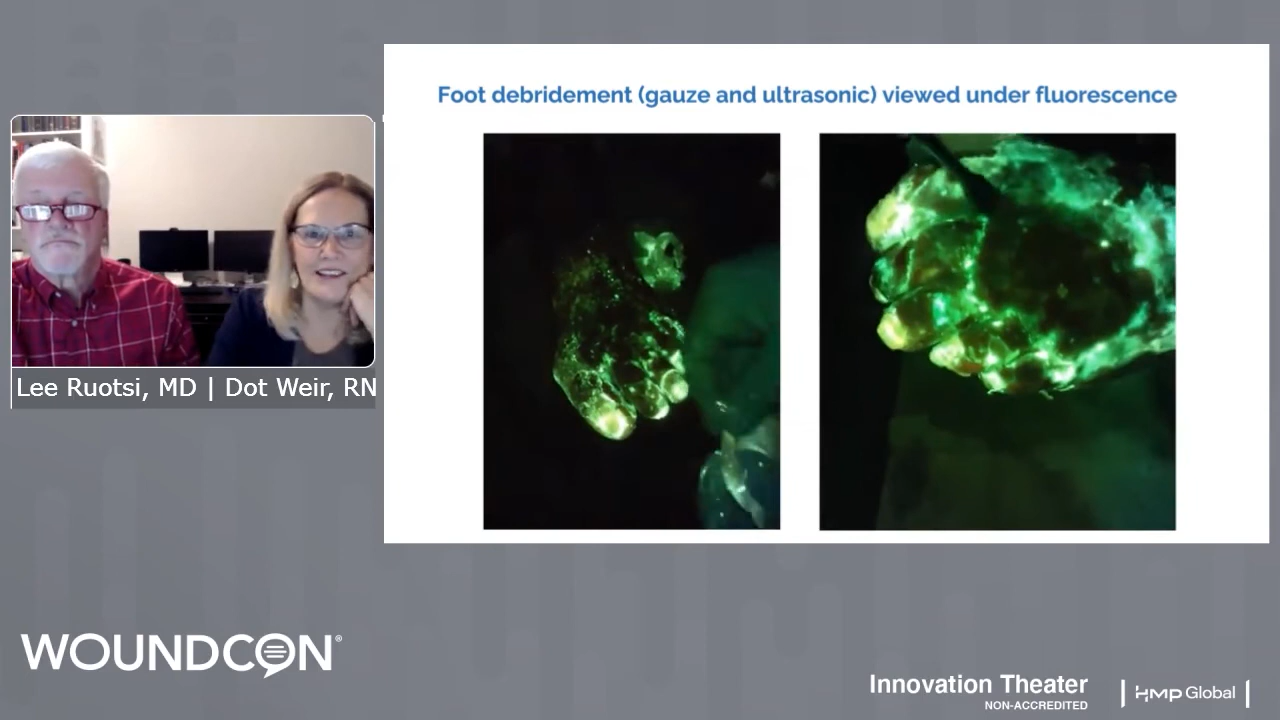 Foot debridement (gauze and ultrasonic) viewed under fluorescence
Lee Ruotsi, MD | Dot Weir, RN
WOUNDCON®
Innovation Theater
NON-ACCREDITED
HMP Global